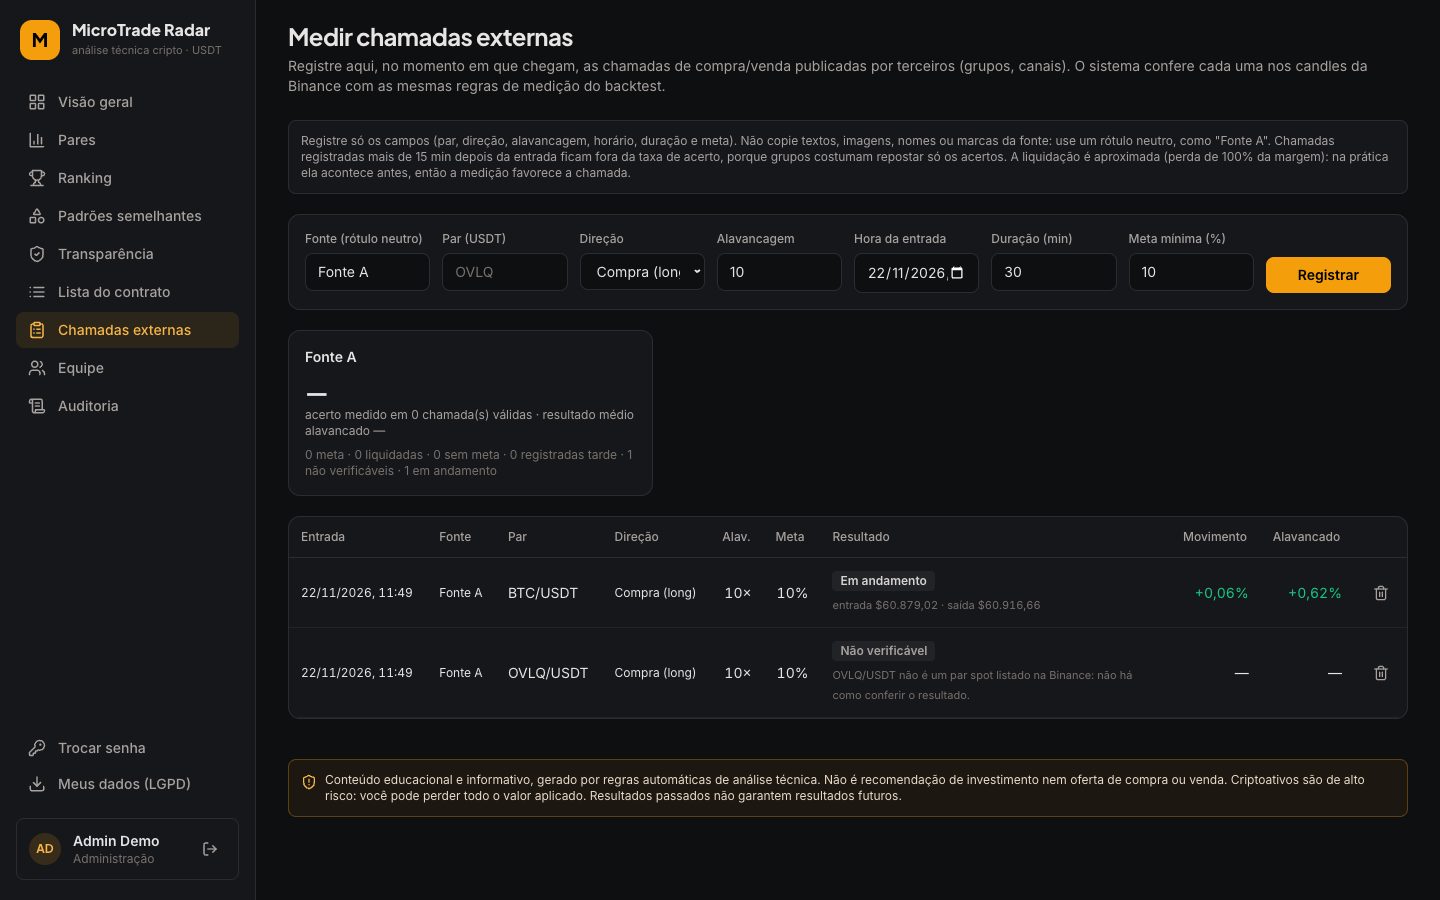 M
MicroTrade Radar
análise técnica cripto · USDT
Visão geral
Pares
Ranking
Padrões semelhantes
Transparência
Lista do contrato
Chamadas externas
Equipe
Auditoria
Trocar senha
Meus dados (LGPD)
AD
Admin Demo
Administração
Medir chamadas externas
Registre aqui, no momento em que chegam, as chamadas de compra/venda publicadas por terceiros (grupos, canais). O sistema confere cada uma nos candles da
Binance com as mesmas regras de medição do backtest.
Registre só os campos (par, direção, alavancagem, horário, duração e meta). Não copie textos, imagens, nomes ou marcas da fonte: use um rótulo neutro, como "Fonte A". Chamadas
registradas mais de 15 min depois da entrada ficam fora da taxa de acerto, porque grupos costumam repostar só os acertos. A liquidação é aproximada (perda de 100% da margem): na prática
ela acontece antes, então a medição favorece a chamada.
Fonte (rótulo neutro) Par (USDT) Direção Alavancagem Hora da entrada Duração (min) Meta mínima (%)
Fonte A OVLQ Compra (lon 10 22/11/2026, 30 10 Registrar
Fonte A
—
acerto medido em 0 chamada(s) válidas · resultado médio
alavancado —
0 meta · 0 liquidadas · 0 sem meta · 0 registradas tarde · 1
não verificáveis · 1 em andamento
Entrada Fonte Par Direção Alav. Meta Resultado Movimento Alavancado
22/11/2026, 11:49 Fonte A BTC/USDT Compra (long) 10× 10% Em andamento +0,06% +0,62%
entrada $60.879,02 · saída $60.916,66
22/11/2026, 11:49 Fonte A OVLQ/USDT Compra (long) 10× 10% Não verificável — —
OVLQ/USDT não é um par spot listado na Binance: não há
como conferir o resultado.
Conteúdo educacional e informativo, gerado por regras automáticas de análise técnica. Não é recomendação de investimento nem oferta de compra ou venda. Criptoativos são de alto
risco: você pode perder todo o valor aplicado. Resultados passados não garantem resultados futuros.